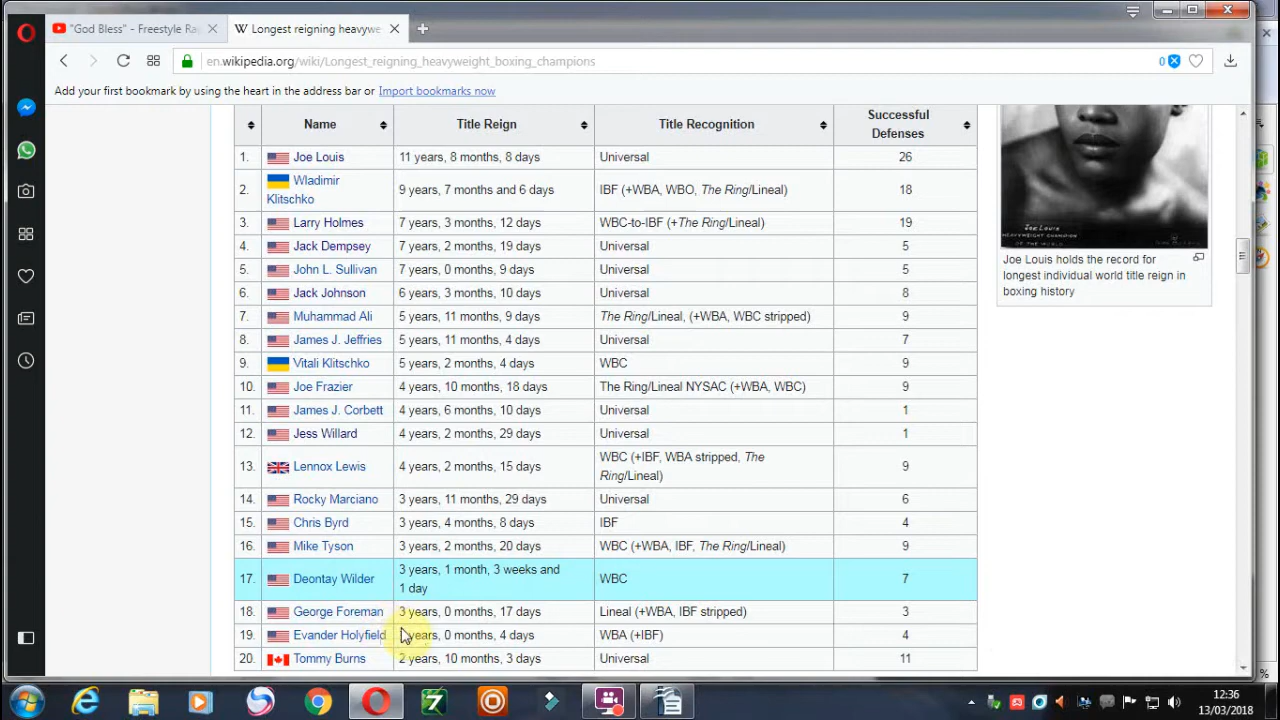 "God Bless" - Freestyle Ra
Longest reigning heavywe
en.wikipedia.org/wiki/Longest_reigning_heavyweight_boxing_champions
0
Add your first bookmark by using the heart in the address bar or Import bookmarks now
Name Title Reign Title Recognition Successful
Defenses
1. Joe Louis 11 years, 8 months, 8 days Universal 26
2. Wladimir
Klitschko 9 years, 7 months and 6 days IBF (+WBA, WBO, The Ring/Lineal) 18
3. Larry Holmes 7 years, 3 months, 12 days WBC-to-IBF (+The Ring/Lineal) 19
4. Jack Dempsey 7 years, 2 months, 19 days Universal 5
5. John L. Sullivan 7 years, 0 months, 9 days Universal 5
6. Jack Johnson 6 years, 3 months, 10 days Universal 8
7. Muhammad Ali 5 years, 11 months, 9 days The Ring/Lineal, (+WBA, WBC stripped) 9
8. James J. Jeffries 5 years, 11 months, 4 days Universal 7
9. Vitali Klitschko 5 years, 2 months, 4 days WBC 9
10. Joe Frazier 4 years, 10 months, 18 days The Ring/Lineal NYSAC (+WBA, WBC) 9
11. James J. Corbett 4 years, 6 months, 10 days Universal 1
12. Jess Willard 4 years, 2 months, 29 days Universal 1
13. Lennox Lewis 4 years, 2 months, 15 days WBC (+IBF, WBA stripped, The
Ring/Lineal) 9
14. Rocky Marciano 3 years, 11 months, 29 days Universal 6
15. Chris Byrd 3 years, 4 months, 8 days IBF 4
16. Mike Tyson 3 years, 2 months, 20 days WBC (+WBA, IBF, The Ring/Lineal) 9
17. Deontay Wilder 3 years, 1 month, 3 weeks and
1 day WBC 7
18. George Foreman 3 years, 0 months, 17 days Lineal (+WBA, IBF stripped) 3
19. Evander Holyfield years, 0 months, 4 days WBA (+IBF) 4
20. Tommy Burns 2 years, 10 months, 3 days Universal 11
Joe Louis holds the record for
longest individual world title reign in
boxing history
%
12:36
13/03/2018